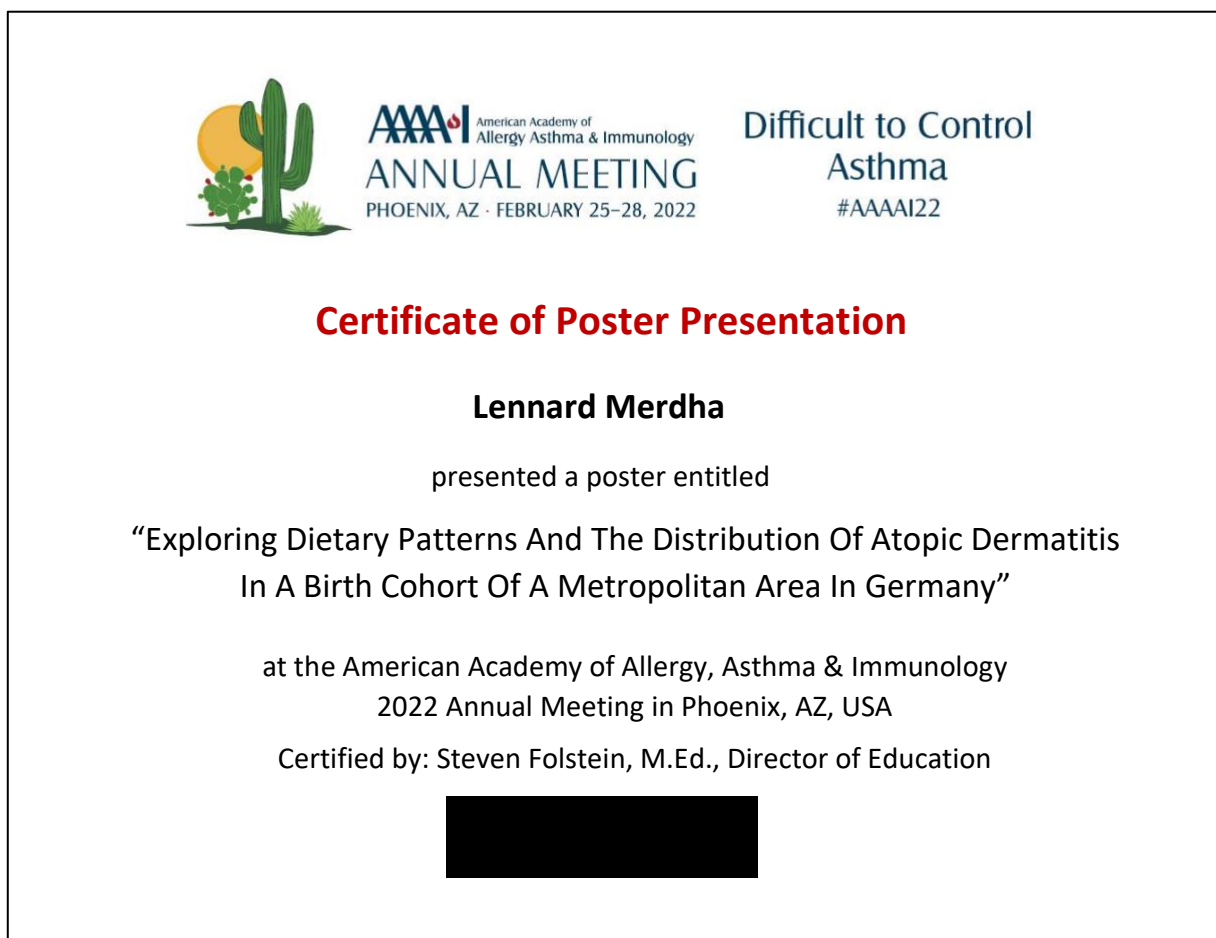 AAAAI American Academy of
Allergy Asthma & Immunology
ANNUAL MEETING
PHOENIX, AZ · FEBRUARY 25–28, 2022
Difficult to Control
Asthma
#AAAAI22
Certificate of Poster Presentation
Lennard Merdha
presented a poster entitled
“Exploring Dietary Patterns And The Distribution Of Atopic Dermatitis
In A Birth Cohort Of A Metropolitan Area In Germany”
at the American Academy of Allergy, Asthma & Immunology
2022 Annual Meeting in Phoenix, AZ, USA
Certified by: Steven Folstein, M.Ed., Director of Education